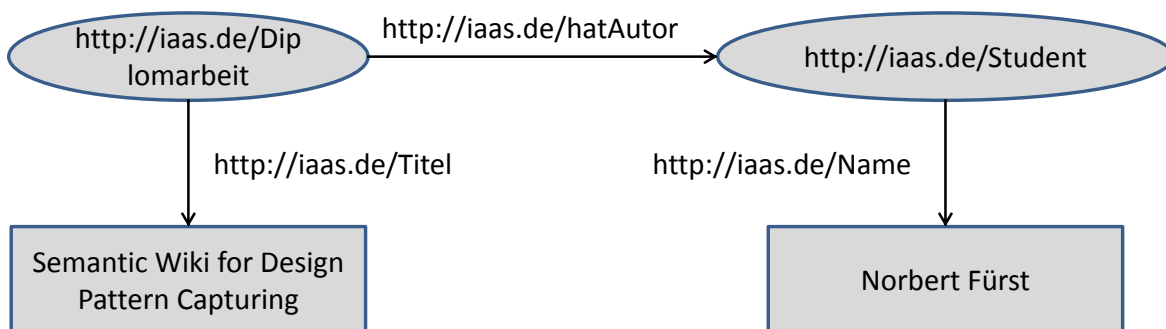 http://iaas.de/Dip
lomarbeit
http://iaas.de/hatAutor
http://iaas.de/Student
http://iaas.de/Titel
http://iaas.de/Name
Semantic Wiki for Design
Pattern Capturing
Norbert Fürst